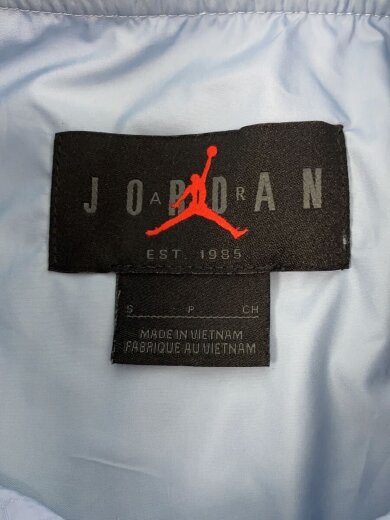 JORDAN
AIR
EST. 1985
S P CH
MADE IN VIETNAM
FABRIQUE AU VIETNAM